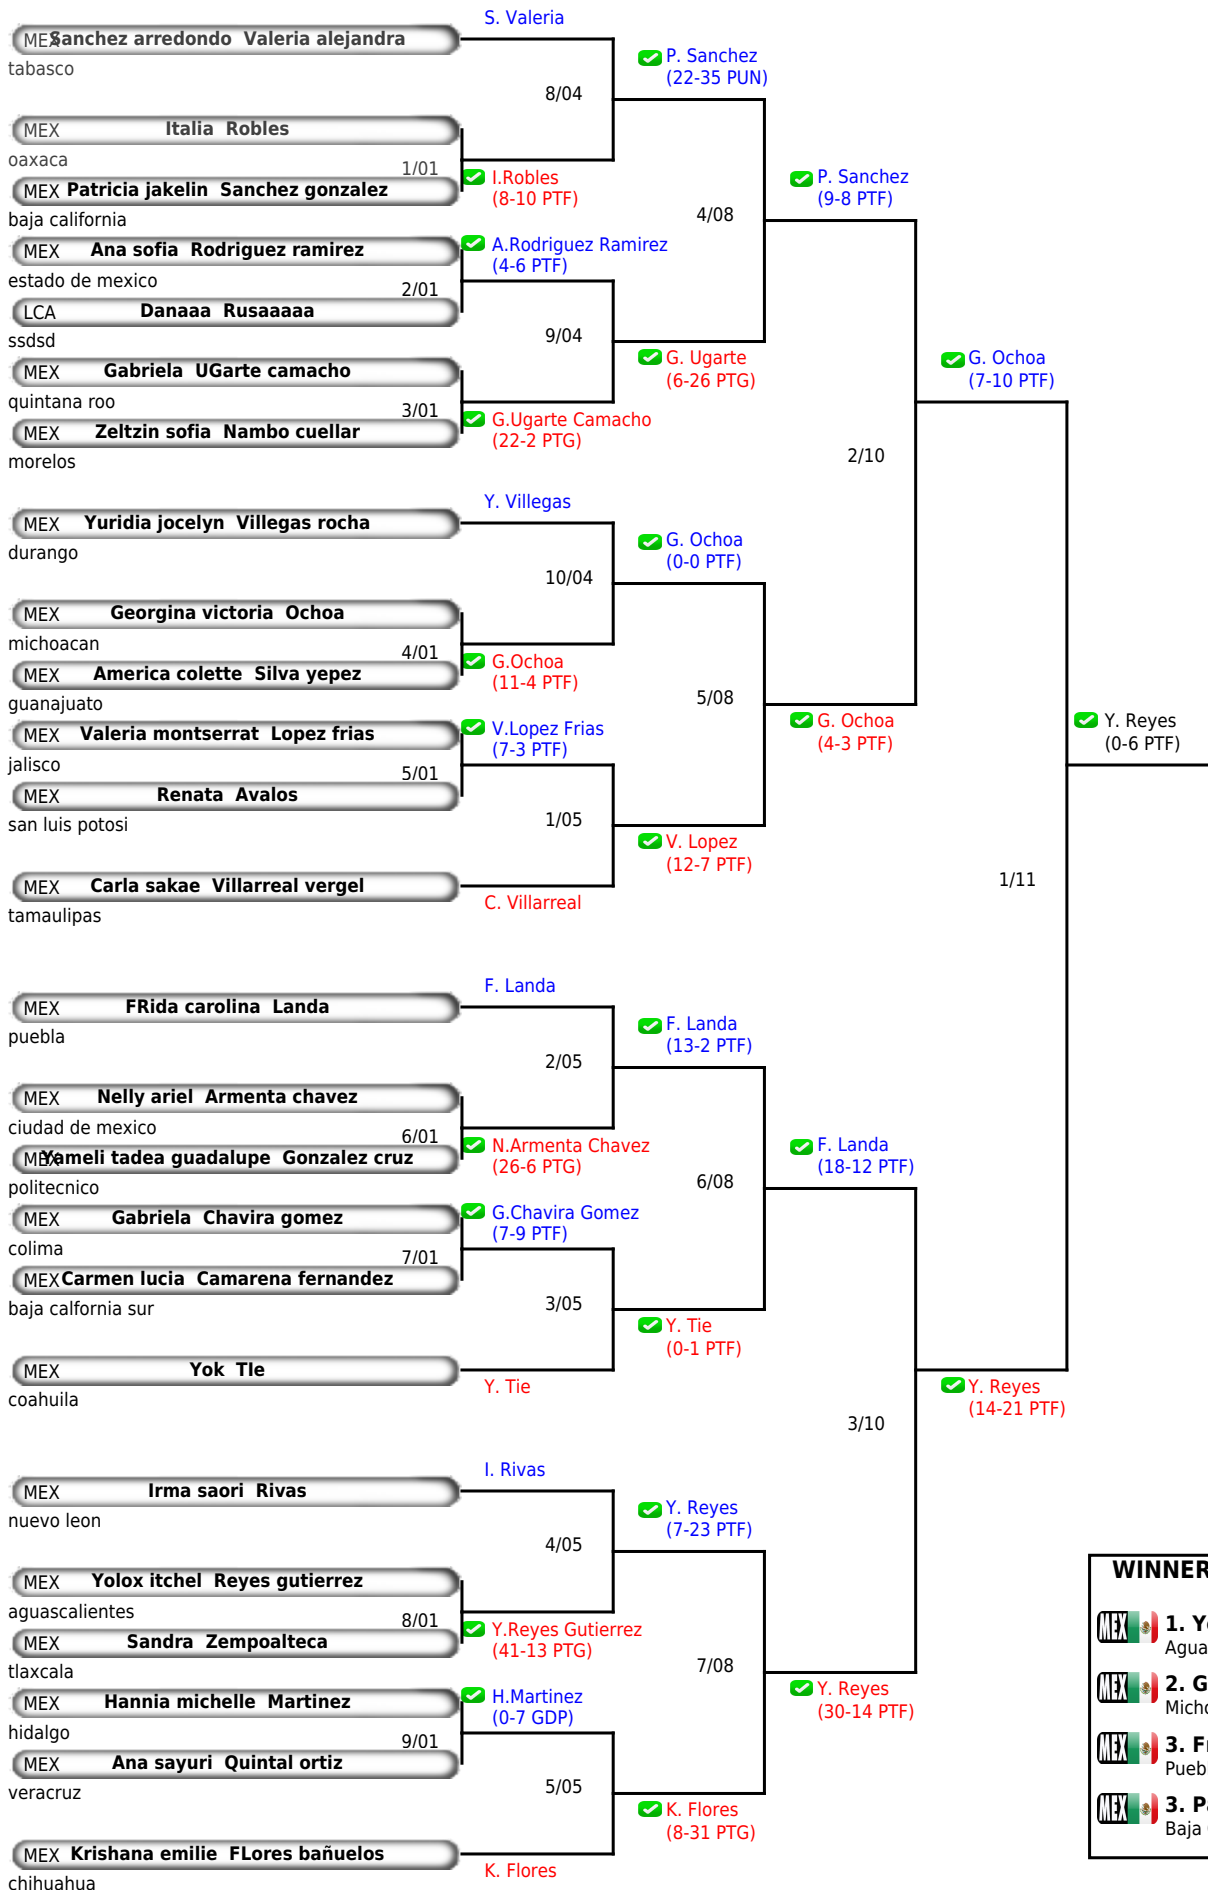 S. Valeria
MEX Sanchez arredondo Valeria alejandra
tabasco
P. Sanchez
(22-35 PUN)
8/04
MEX Italia Robles
oaxaca
1/01
I.Robles
(8-10 PTF)
MEX Patricia jakelin Sanchez gonzalez
baja california
P. Sanchez
(9-8 PTF)
4/08
MEX Ana sofia Rodriguez ramirez
estado de mexico
A.Rodriguez Ramirez
(4-6 PTF)
2/01
LCA Danaaa Rusaaaaa
ssdsd
9/04
MEX Gabriela UGarte camacho
quintana roo
G. Ugarte
(6-26 PTG)
G. Ochoa
(7-10 PTF)
3/01
G.Ugarte Camacho
(22-2 PTG)
MEX Zeltzin sofia Nambo cuellar
morelos
2/10
Y. Villegas
MEX Yuridia jocelyn Villegas rocha
durango
G. Ochoa
(0-0 PTF)
10/04
MEX Georgina victoria Ochoa
michoacan
4/01
G.Ochoa
(11-4 PTF)
MEX America colette Silva yepez
guanajuato
5/08
MEX Valeria montserrat Lopez frias
jalisco
V.Lopez Frias
(7-3 PTF)
G. Ochoa
(4-3 PTF)
Y. Reyes
(0-6 PTF)
5/01
MEX Renata Avalos
san luis potosi
1/05
V. Lopez
(12-7 PTF)
MEX Carla sakae Villarreal vergel
tamaulipas
C. Villarreal
1/11
F. Landa
MEX FRida carolina Landa
puebla
F. Landa
(13-2 PTF)
2/05
MEX Nelly ariel Armenta chavez
ciudad de mexico
6/01
N.Armenta Chavez
(26-6 PTG)
F. Landa
(18-12 PTF)
MEX Yameli tadea guadalupe Gonzalez cruz
politecnico
6/08
MEX Gabriela Chavira gomez
colima
G.Chavira Gomez
(7-9 PTF)
7/01
MEX Carmen lucia Camarena fernandez
baja calfornia sur
3/05
Y. Tie
(0-1 PTF)
MEX Yok TIe
coahuila
Y. Tie
Y. Reyes
(14-21 PTF)
3/10
I. Rivas
MEX Irma saori Rivas
nuevo leon
Y. Reyes
(7-23 PTF)
4/05
MEX Yolox itchel Reyes gutierrez
aguascalientes
8/01
Y.Reyes Gutierrez
(41-13 PTG)
MEX Sandra Zempoalteca
tlaxcala
7/08
MEX Hannia michelle Martinez
hidalgo
H.Martinez
(0-7 GDP)
Y. Reyes
(30-14 PTF)
9/01
MEX Ana sayuri Quintal ortiz
veracruz
5/05
K. Flores
(8-31 PTG)
MEX Krishana emilie FLores bañuelos
chihuahua
K. Flores
WINNER
MEX 1. Y
Agua
MEX 2. G
Mich
MEX 3. Fr
Pueb
MEX 3. Pa
Baja